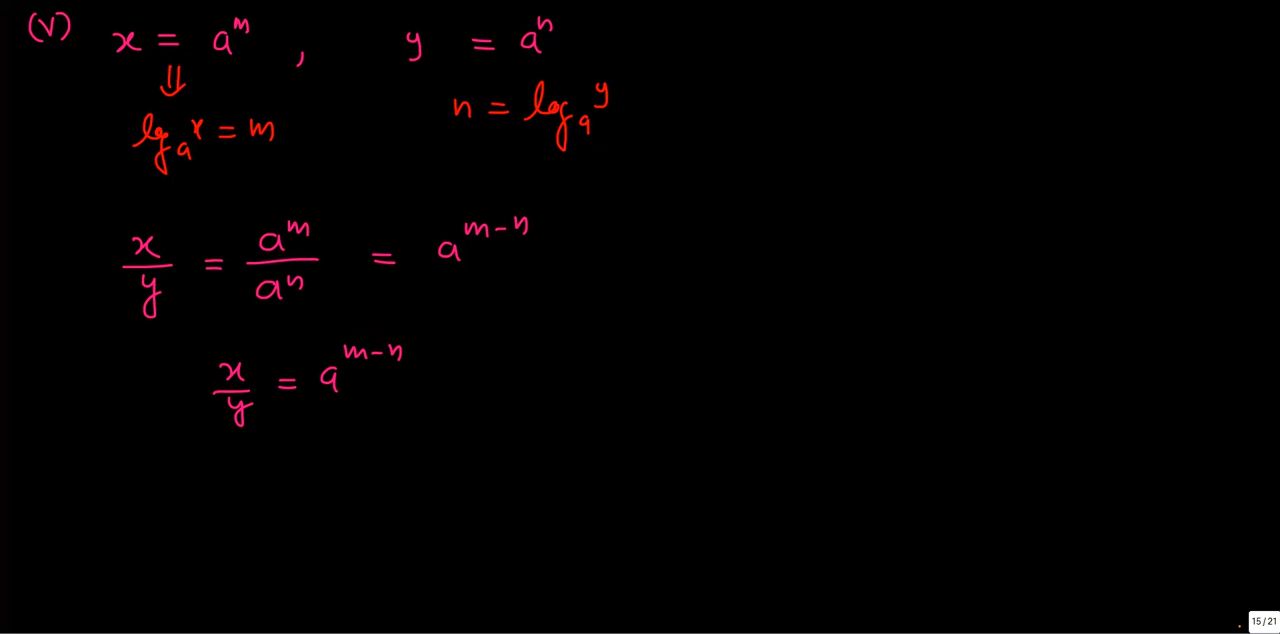 (V) x = a^m , y = a^n
⇓
log_a x = m n = log_a y
x/y = a^m/a^n = a^(m-n)
x/y = a^(m-n)
15 / 21